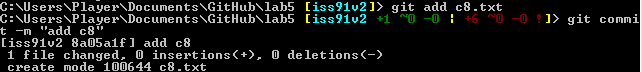 C:\Users\Player\Documents\GitHub\lab5 [iss91v2]> git add c8.txt
C:\Users\Player\Documents\GitHub\lab5 [iss91v2 +1 ~0 -0 | +6 ~0 -0 !]> git commi
t -m "add c8"
[iss91v2 8a05a1f] add c8
 1 file changed, 0 insertions(+), 0 deletions(-)
 create mode 100644 c8.txt